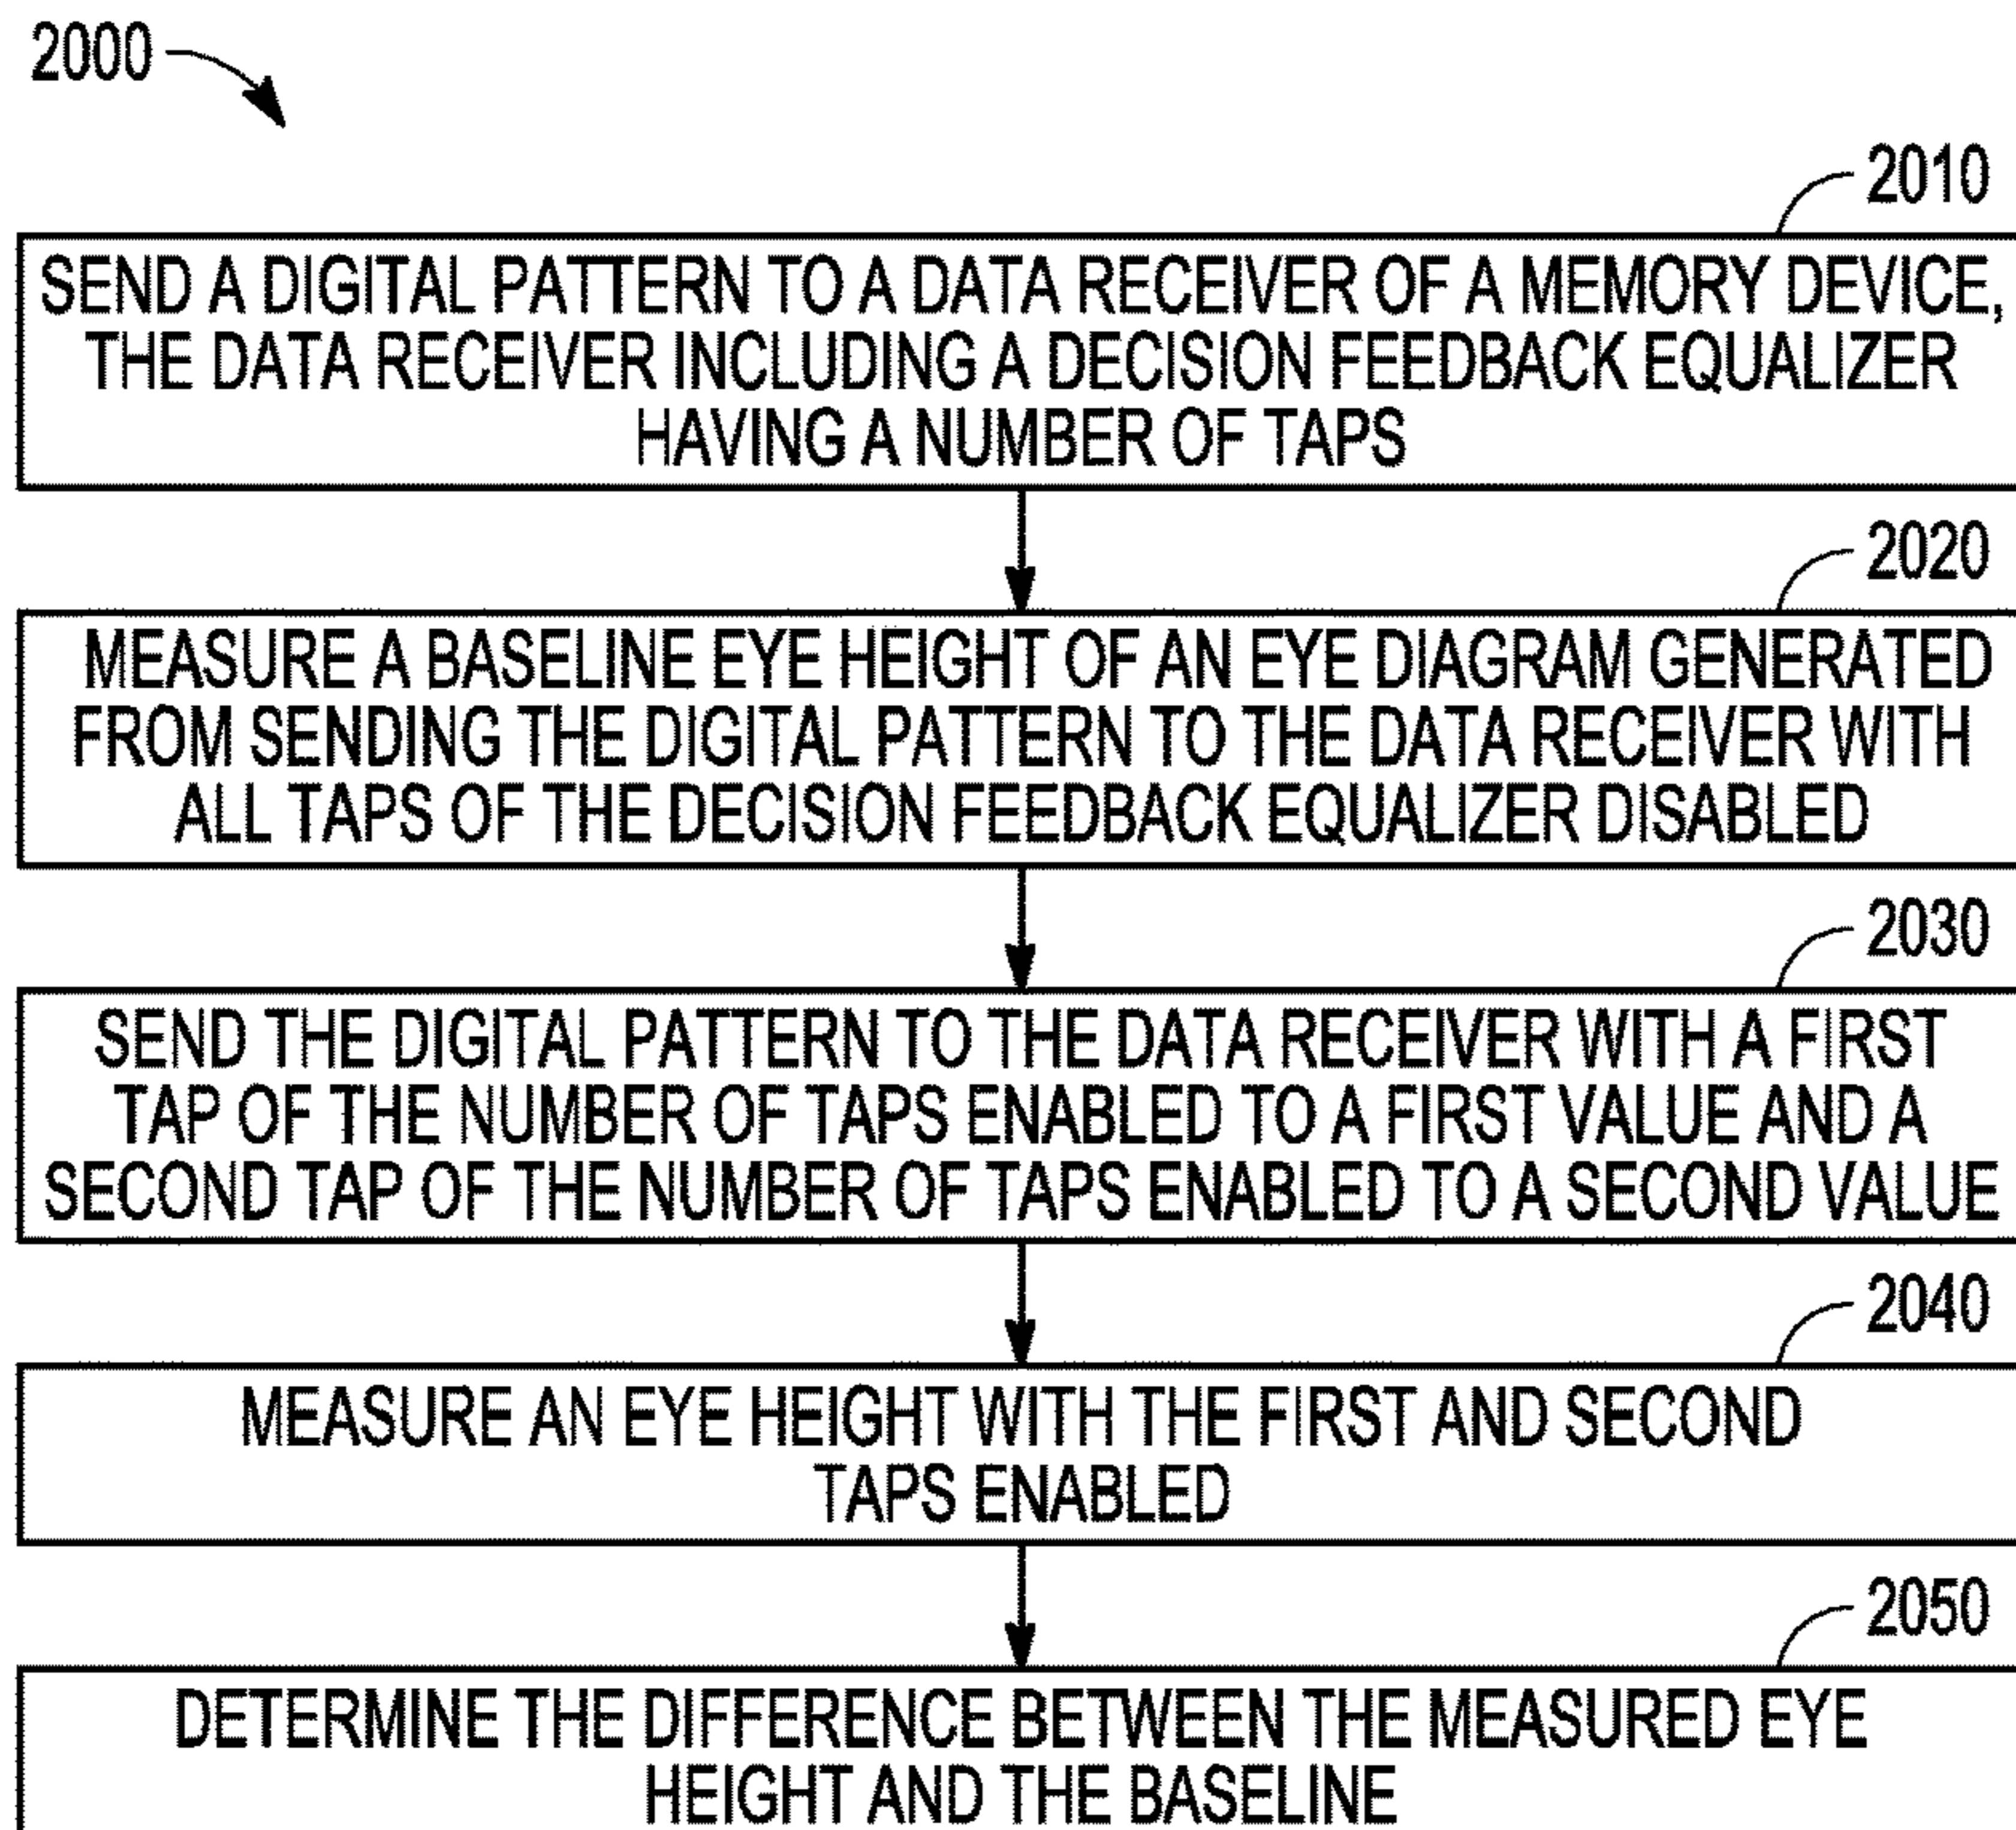 2000
2010
SEND A DIGITAL PATTERN TO A DATA RECEIVER OF A MEMORY DEVICE,
THE DATA RECEIVER INCLUDING A DECISION FEEDBACK EQUALIZER
HAVING A NUMBER OF TAPS
2020
MEASURE A BASELINE EYE HEIGHT OF AN EYE DIAGRAM GENERATED
FROM SENDING THE DIGITAL PATTERN TO THE DATA RECEIVER WITH
ALL TAPS OF THE DECISION FEEDBACK EQUALIZER DISABLED
2030
SEND THE DIGITAL PATTERN TO THE DATA RECEIVER WITH A FIRST
TAP OF THE NUMBER OF TAPS ENABLED TO A FIRST VALUE AND A
SECOND TAP OF THE NUMBER OF TAPS ENABLED TO A SECOND VALUE
2040
MEASURE AN EYE HEIGHT WITH THE FIRST AND SECOND
TAPS ENABLED
2050
DETERMINE THE DIFFERENCE BETWEEN THE MEASURED EYE
HEIGHT AND THE BASELINE